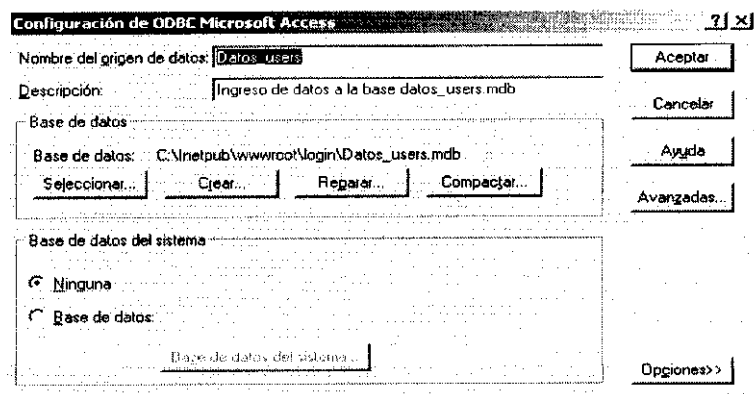 Configuración de ODBC Microsoft Access
Nombre del origen de datos: Datos_users
Descripción: Ingreso de datos a la base datos_users.mdb
Base de datos
Base de datos: C:\Inetpub\wwwroot\login\Datos_users.mdb
Seleccionar... Crear... Reparar... Compactar...
Base de datos del sistema
Ninguna
Base de datos:
Base de datos del sistema...
Aceptar
Cancelar
Ayuda
Avanzadas...
Opciones>>